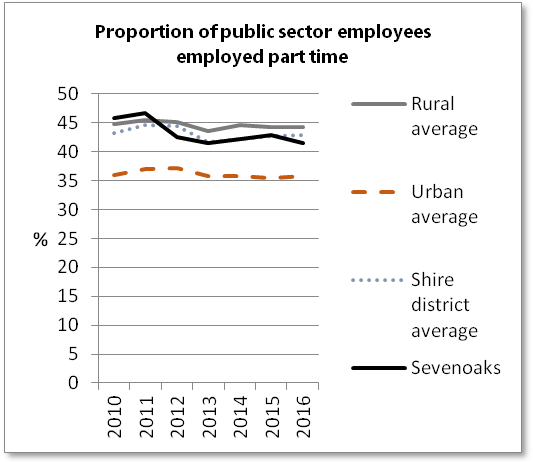 Proportion of public sector employees
employed part time
50
45
40
35
30
25
20
15
10
5
0
%
2010
2011
2012
2013
2014
2015
2016
Rural
average
Urban
average
Shire
district
average
Sevenoaks